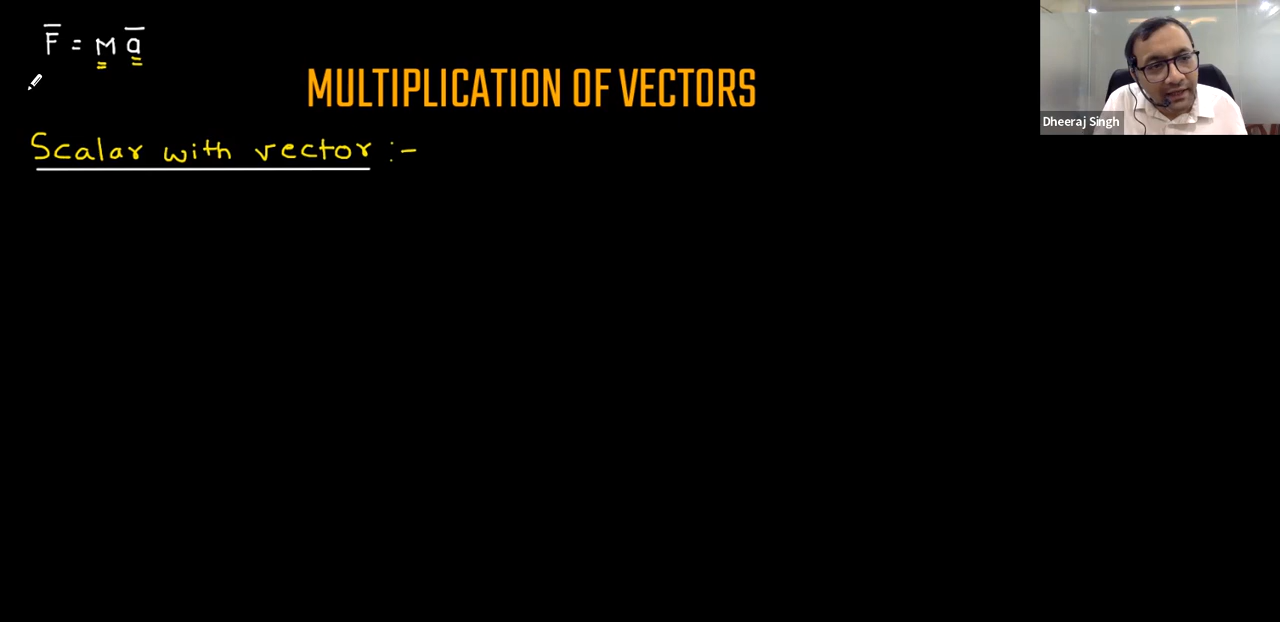 F̅ = M a̅
MULTIPLICATION OF VECTORS
Dheeraj Singh
Scalar with vector :-